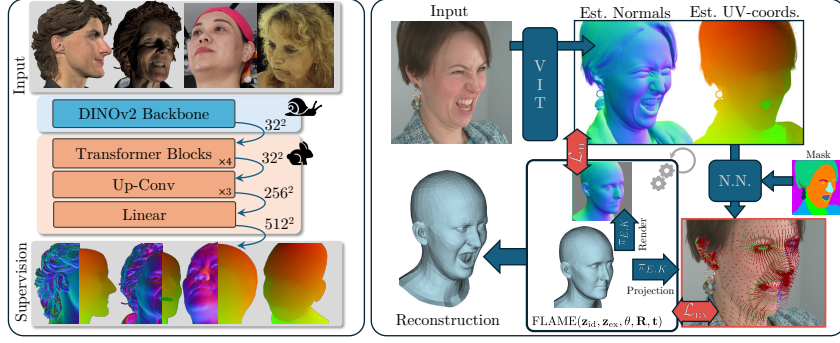 Input
DINOv2 Backbone
32²
Transformer Blocks ×4
32²
Up-Conv ×3
256²
Linear
512²
Supervision
Input
Est. Normals
Est. UV-coords.
VIT
Mask
N.N.
Render
Projection
Reconstruction
FLAME(z_id, z_ex, θ, R, t)